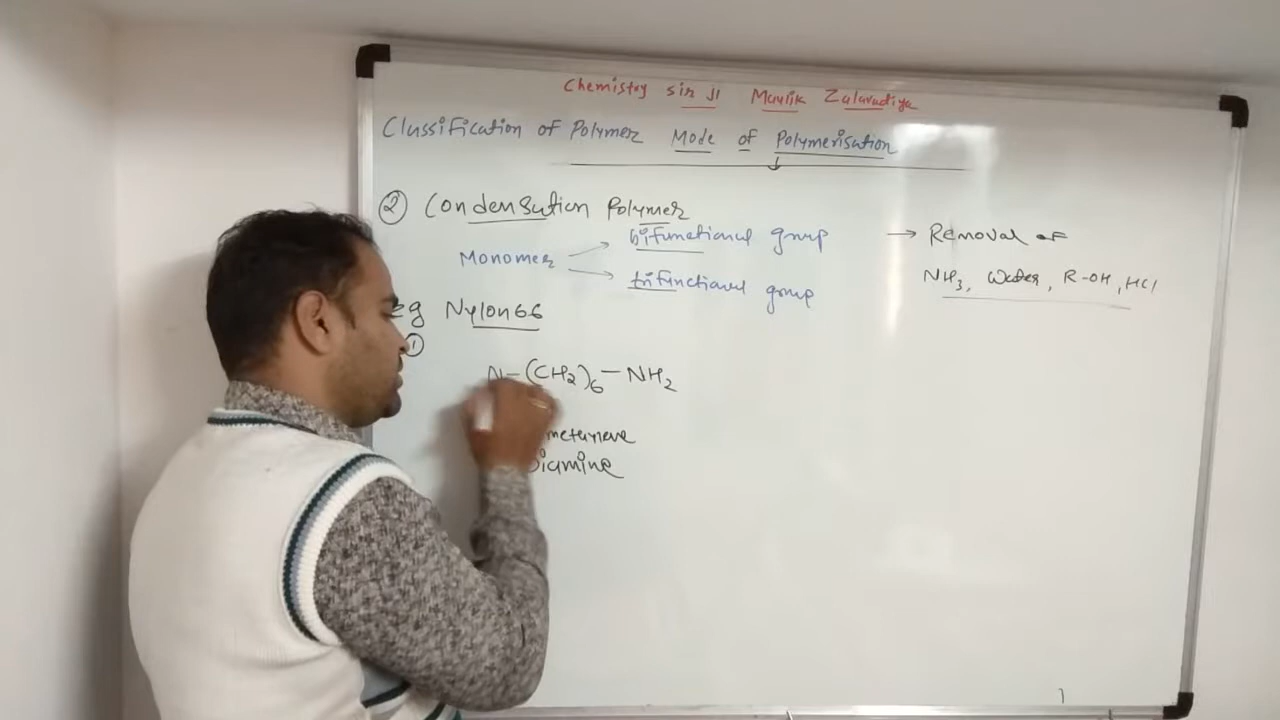 Chemistry sir JI Maulik Zalavadiya
Classification of Polymer Mode of Polymerisation
② Condensation Polymer
Monomer → bifunctional group
→ trifunctional group
→ Removal of
NH3, Water, R-OH, HCl
eg Nylon66
①
N-(CH2)6-NH2
Diamine